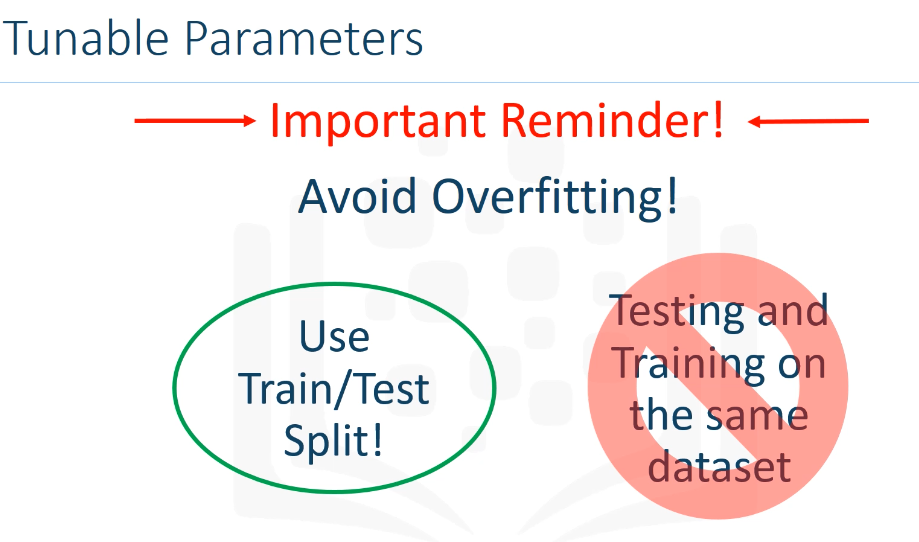 Tunable Parameters
Important Reminder!
Avoid Overfitting!
Use
Train/Test
Split!
Testing and
Training on
the same
dataset